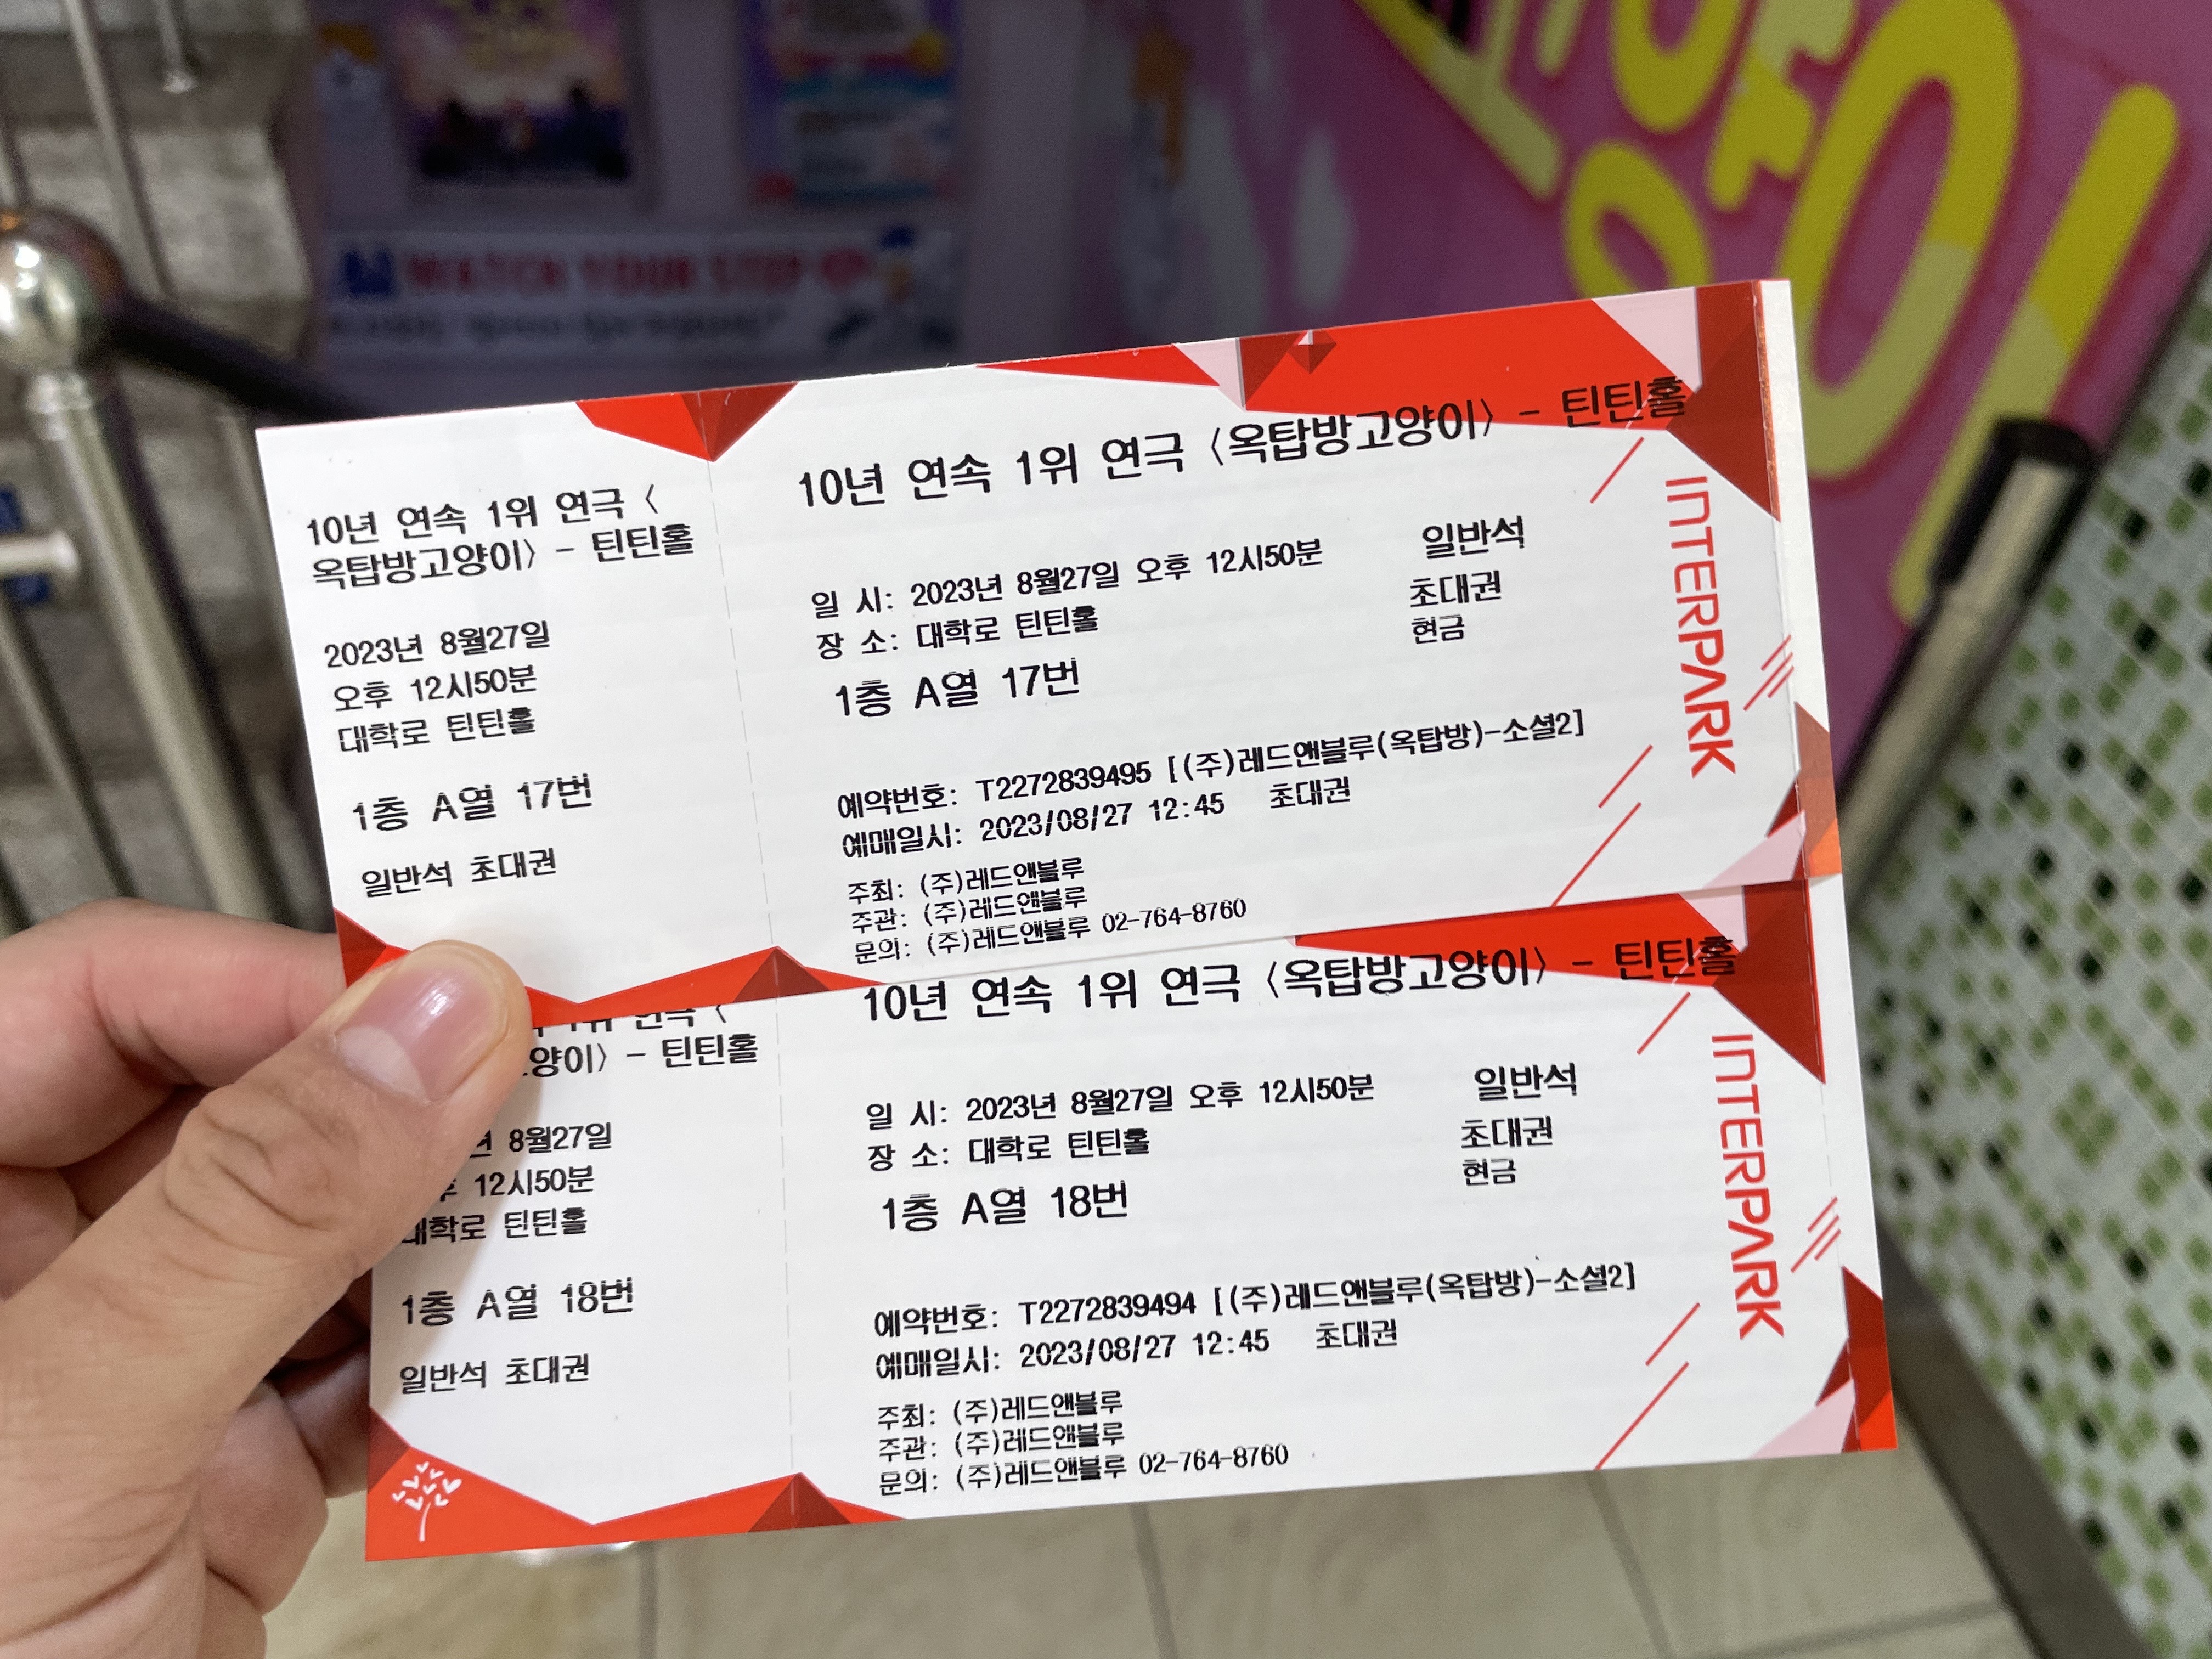 WATCH YOUR STEP
10년 연속 1위 연극 〈
옥탑방고양이〉 - 틴틴홀
2023년 8월27일
오후 12시50분
대학로 틴틴홀
1층 A열 17번
일반석 초대권
10년 연속 1위 연극 〈옥탑방고양이〉 - 틴틴홀
일 시: 2023년 8월27일 오후 12시50분
장 소: 대학로 틴틴홀
1층 A열 17번
일반석
초대권
현금
예약번호: T2272839495 [(주)레드앤블루(옥탑방)-소셜2]
예매일시: 2023/08/27 12:45 초대권
주최: (주)레드앤블루
주관: (주)레드앤블루
문의: (주)레드앤블루 02-764-8760
INTERPARK
1위 연극 〈
양이〉 - 틴틴홀
8월27일
12시50분
대학로 틴틴홀
1층 A열 18번
일반석 초대권
10년 연속 1위 연극 〈옥탑방고양이〉 - 틴틴홀
일 시: 2023년 8월27일 오후 12시50분
장 소: 대학로 틴틴홀
1층 A열 18번
일반석
초대권
현금
예약번호: T2272839494 [(주)레드앤블루(옥탑방)-소셜2]
예매일시: 2023/08/27 12:45 초대권
주최: (주)레드앤블루
주관: (주)레드앤블루
문의: (주)레드앤블루 02-764-8760
INTERPARK